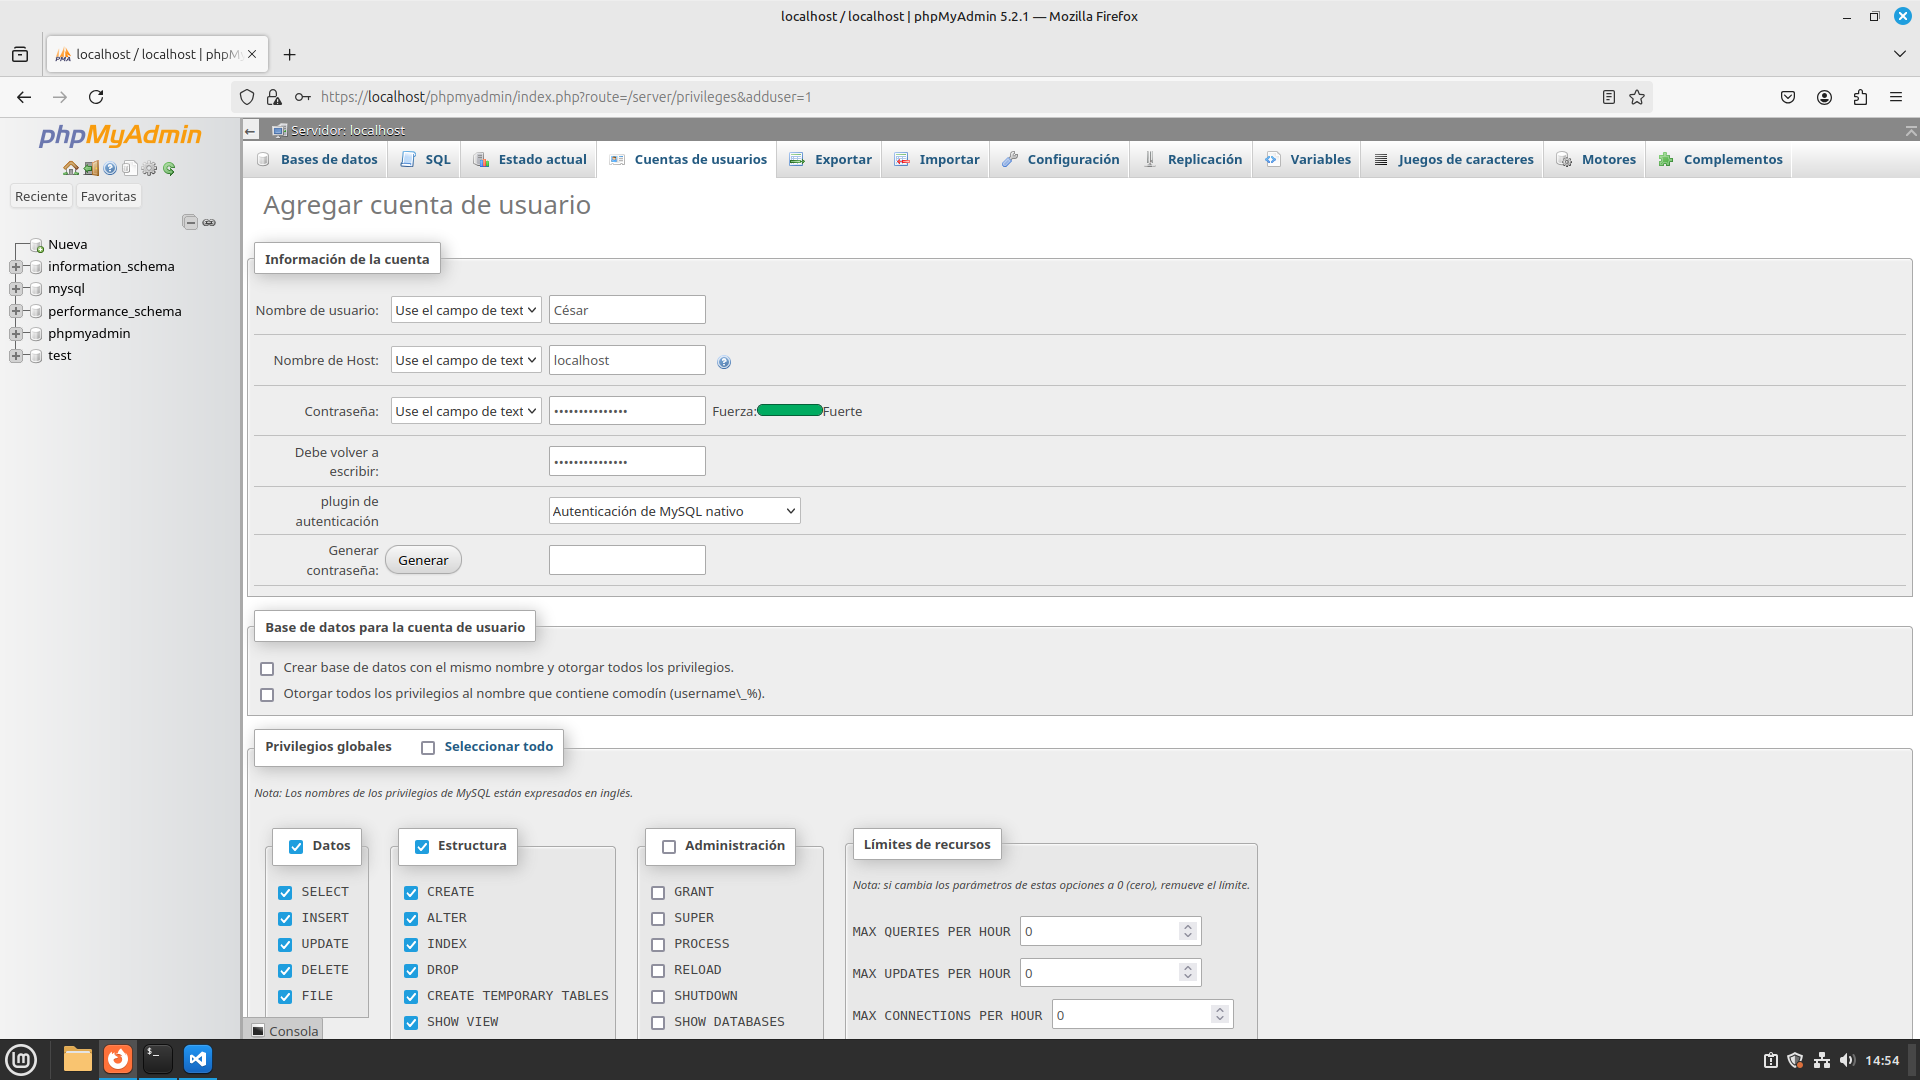 localhost / localhost | phpMyAdmin 5.2.1 — Mozilla Firefox
localhost / localhost | phpM
https://localhost/phpmyadmin/index.php?route=/server/privileges&adduser=1
phpMyAdmin
Reciente Favoritas
Nueva
information_schema
mysql
performance_schema
phpmyadmin
test
Servidor: localhost
Bases de datos SQL Estado actual Cuentas de usuarios Exportar Importar Configuración Replicación Variables Juegos de caracteres Motores Complementos
Agregar cuenta de usuario
Información de la cuenta
Nombre de usuario: Use el campo de text César
Nombre de Host: Use el campo de text localhost
Contraseña: Use el campo de text ••••••••••••••• Fuerza: Fuerte
Debe volver a
escribir: •••••••••••••••
plugin de
autenticación Autenticación de MySQL nativo
Generar
contraseña: Generar
Base de datos para la cuenta de usuario
Crear base de datos con el mismo nombre y otorgar todos los privilegios.
Otorgar todos los privilegios al nombre que contiene comodín (username\_%).
Privilegios globales Seleccionar todo
Nota: Los nombres de los privilegios de MySQL están expresados en inglés.
Datos
SELECT
INSERT
UPDATE
DELETE
FILE
Estructura
CREATE
ALTER
INDEX
DROP
CREATE TEMPORARY TABLES
SHOW VIEW
Administración
GRANT
SUPER
PROCESS
RELOAD
SHUTDOWN
SHOW DATABASES
Límites de recursos
Nota: si cambia los parámetros de estas opciones a 0 (cero), remueve el límite.
MAX QUERIES PER HOUR 0
MAX UPDATES PER HOUR 0
MAX CONNECTIONS PER HOUR 0
Consola
14:54